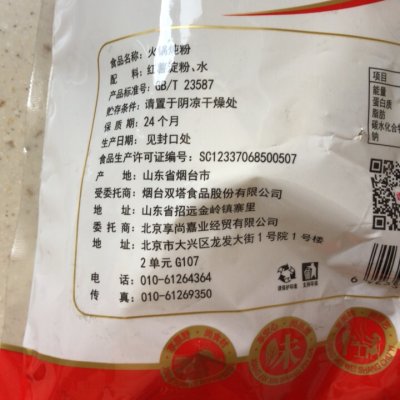 食品名称: 火锅炖粉
配 料: 红薯淀粉、水
产品标准号: GB/T 23587
贮存条件: 请置于阴凉干燥处
保 质 期: 24个月
生产日期: 见封口处
食品生产许可证编号: SC12337068500507
产 地: 山东省烟台市
受委托商: 烟台双塔食品股份有限公司
地 址: 山东省招远金岭镇寨里
委 托 商: 北京享尚嘉业经贸有限公司
地 址: 北京市大兴区龙发大街1号院1号楼
2单元G107
电 话: 010-61264364
传 真: 010-61269350
项目
能量
蛋白质
脂肪
碳水化合物
钠
味